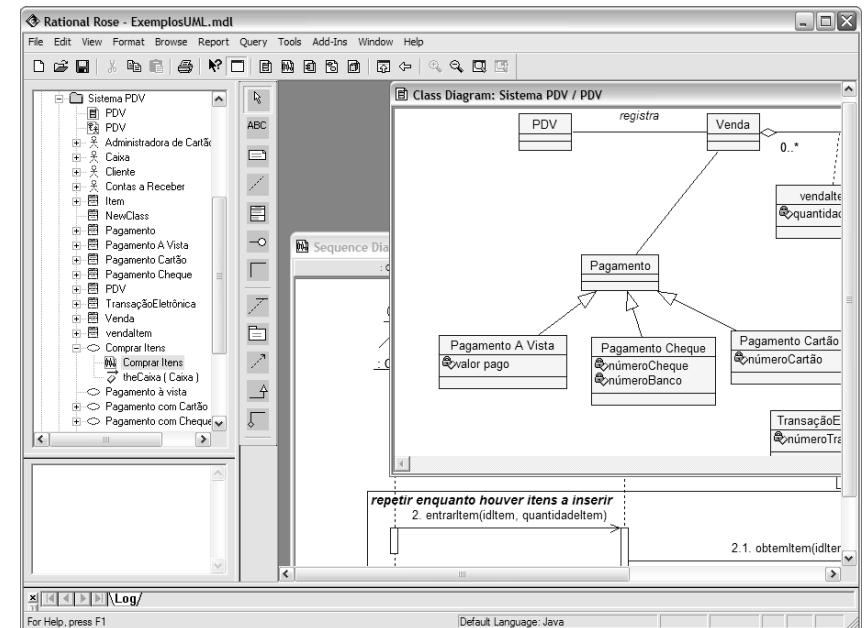 Rational Rose - ExemplosUML.mdl
File Edit View Format Browse Report Query Tools Add-Ins Window Help
Sistema PDV
PDV
PDV
Administradora de Cartão
Caixa
Cliente
Contas a Receber
Item
NewClass
Pagamento
Pagamento A Vista
Pagamento Cartão
Pagamento Cheque
PDV
TransaçãoEletrônica
Venda
vendaItem
Comprar Itens
Comprar Itens
theCaixa ( Caixa )
Pagamento à vista
Pagamento com Cartão
Pagamento com Cheque
ABC
Class Diagram: Sistema PDV / PDV
PDV
registra
Venda
0..*
vendaIte
quantidad
Pagamento
Pagamento A Vista
valor pago
Pagamento Cheque
númeroCheque
númeroBanco
Pagamento Cartão
númeroCartão
TransaçãoE
númeroTra
Sequence Dia
: C
: C
repetir enquanto houver itens a inserir
2. entrarItem(idItem, quantidadeItem)
2.1. obtemItem(idIter
Log
For Help, press F1
Default Language: Java